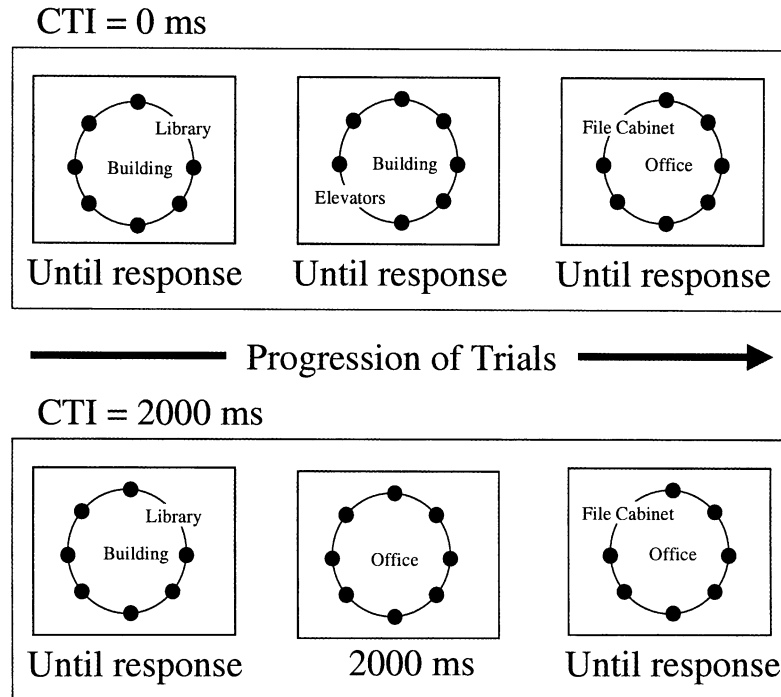 CTI = 0 ms
Library
Building
Building
Elevators
File Cabinet
Office
Until response
Until response
Until response
Progression of Trials
CTI = 2000 ms
Library
Building
Office
File Cabinet
Office
Until response
2000 ms
Until response